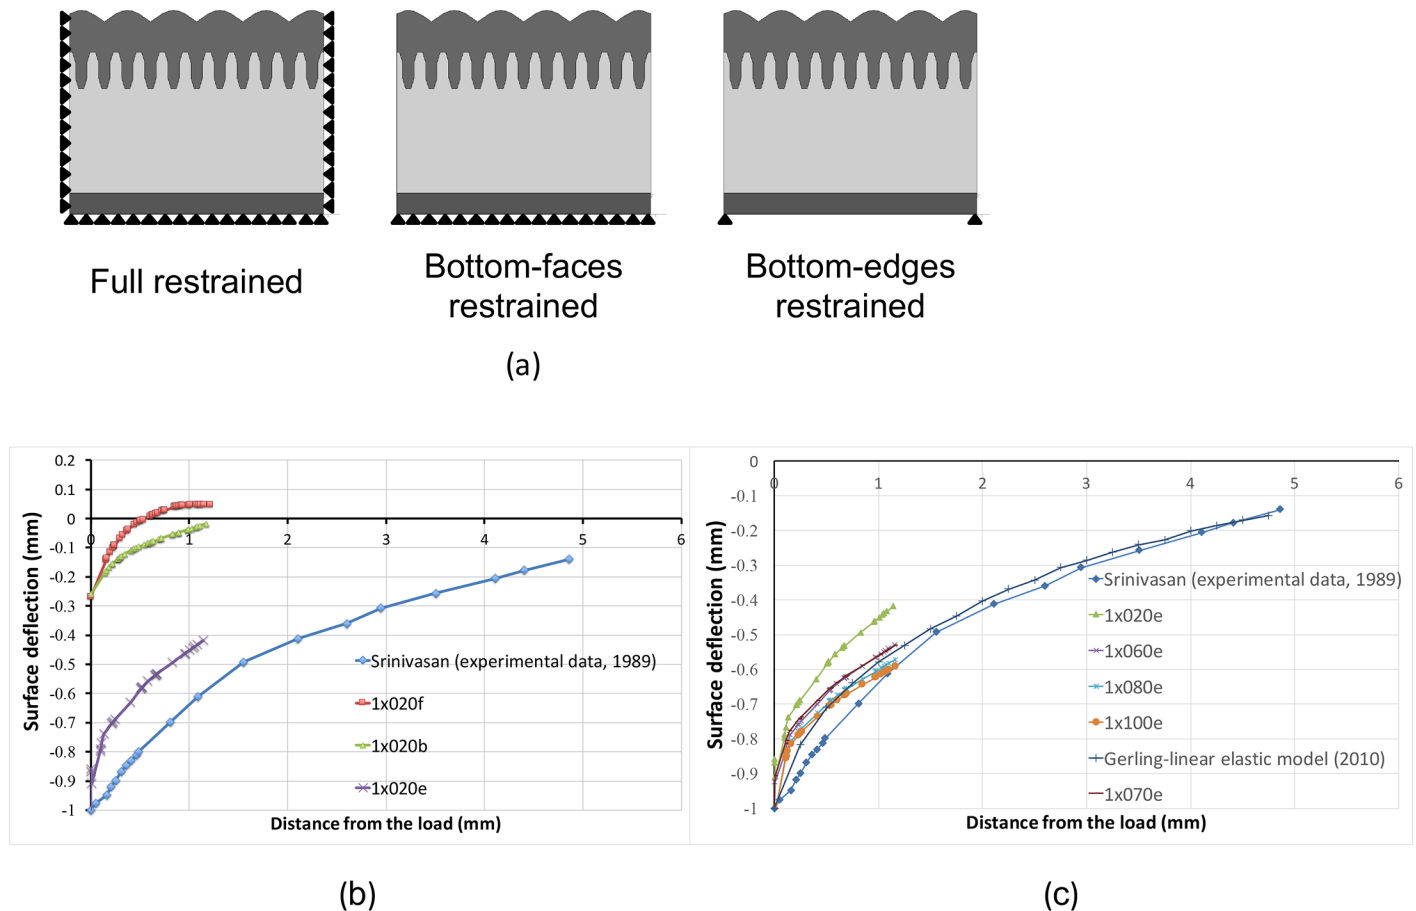 Full restrained
Bottom-faces
restrained
Bottom-edges
restrained
(a)
0.2
0.1
0
-0.1
-0.2
-0.3
-0.4
-0.5
-0.6
-0.7
-0.8
-0.9
-1
0
1
2
3
4
5
6
Surface deflection (mm)
Distance from the load (mm)
Srinivasan (experimental data, 1989)
1x020f
1x020b
1x020e
(b)
0
-0.1
-0.2
-0.3
-0.4
-0.5
-0.6
-0.7
-0.8
-0.9
-1
0
1
2
3
4
5
6
Surface deflection (mm)
Distance from the load (mm)
Srinivasan (experimental data, 1989)
1x020e
1x060e
1x080e
1x100e
Gerling-linear elastic model (2010)
1x070e
(c)